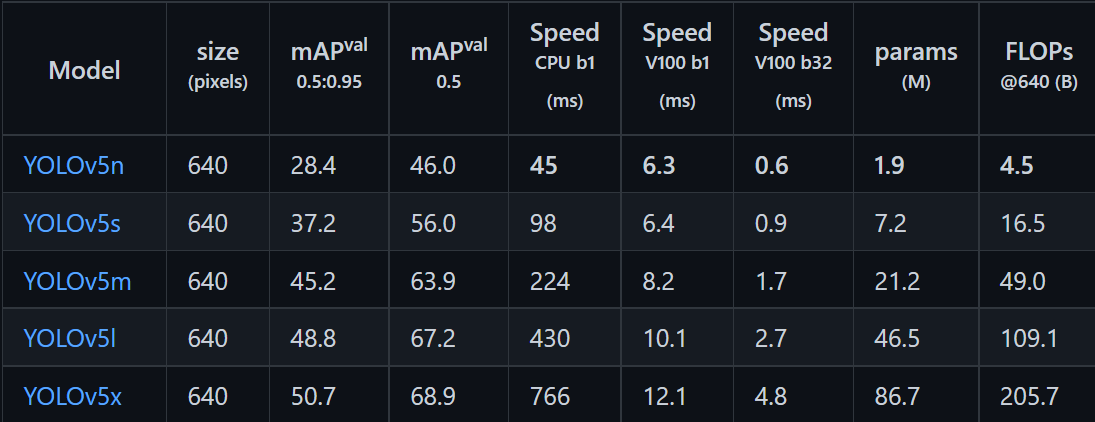 Model size (pixels) mAPval 0.5:0.95 mAPval 0.5 Speed CPU b1 (ms) Speed V100 b1 (ms) Speed V100 b32 (ms) params (M) FLOPs @640 (B)
YOLOv5n 640 28.4 46.0 45 6.3 0.6 1.9 4.5
YOLOv5s 640 37.2 56.0 98 6.4 0.9 7.2 16.5
YOLOv5m 640 45.2 63.9 224 8.2 1.7 21.2 49.0
YOLOv5l 640 48.8 67.2 430 10.1 2.7 46.5 109.1
YOLOv5x 640 50.7 68.9 766 12.1 4.8 86.7 205.7